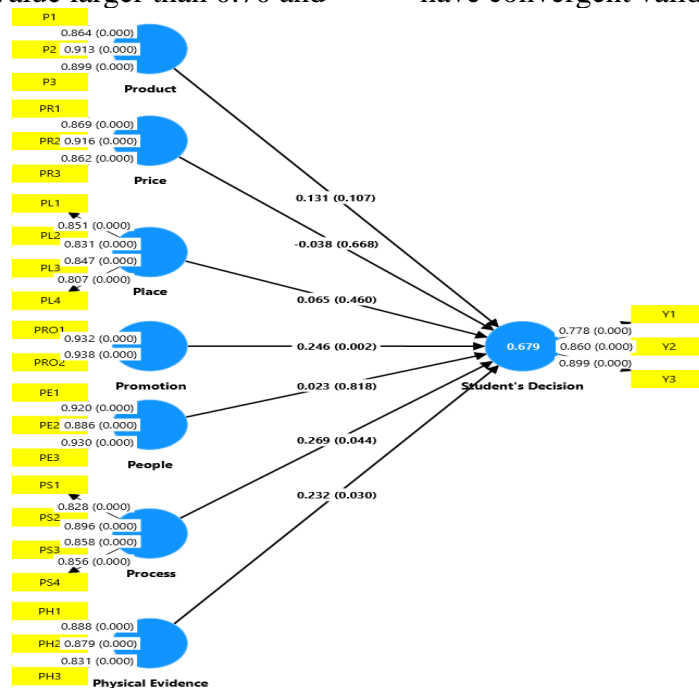 value larger than 0.70 and have convergent valid
P1
0.864 (0.000)
P2 0.913 (0.000)
0.899 (0.000)
P3
Product
PR1
0.869 (0.000)
PR2 0.916 (0.000)
0.862 (0.000)
PR3
Price
0.131 (0.107)
-0.038 (0.668)
PL1
0.851 (0.000)
PL2 0.831 (0.000)
PL3 0.847 (0.000)
0.807 (0.000)
PL4
Place
0.065 (0.460)
PRO1
0.932 (0.000)
0.938 (0.000)
PRO2
Promotion
0.246 (0.002)
0.679
Student's Decision
0.778 (0.000)
0.860 (0.000)
0.899 (0.000)
Y1
Y2
Y3
PE1
0.920 (0.000)
PE2 0.886 (0.000)
0.930 (0.000)
PE3
People
0.023 (0.818)
PS1
0.828 (0.000)
PS2
0.896 (0.000)
0.858 (0.000)
PS3
0.856 (0.000)
PS4
Process
0.269 (0.044)
0.232 (0.030)
PH1
0.888 (0.000)
PH2 0.879 (0.000)
0.831 (0.000)
PH3
Physical Evidence